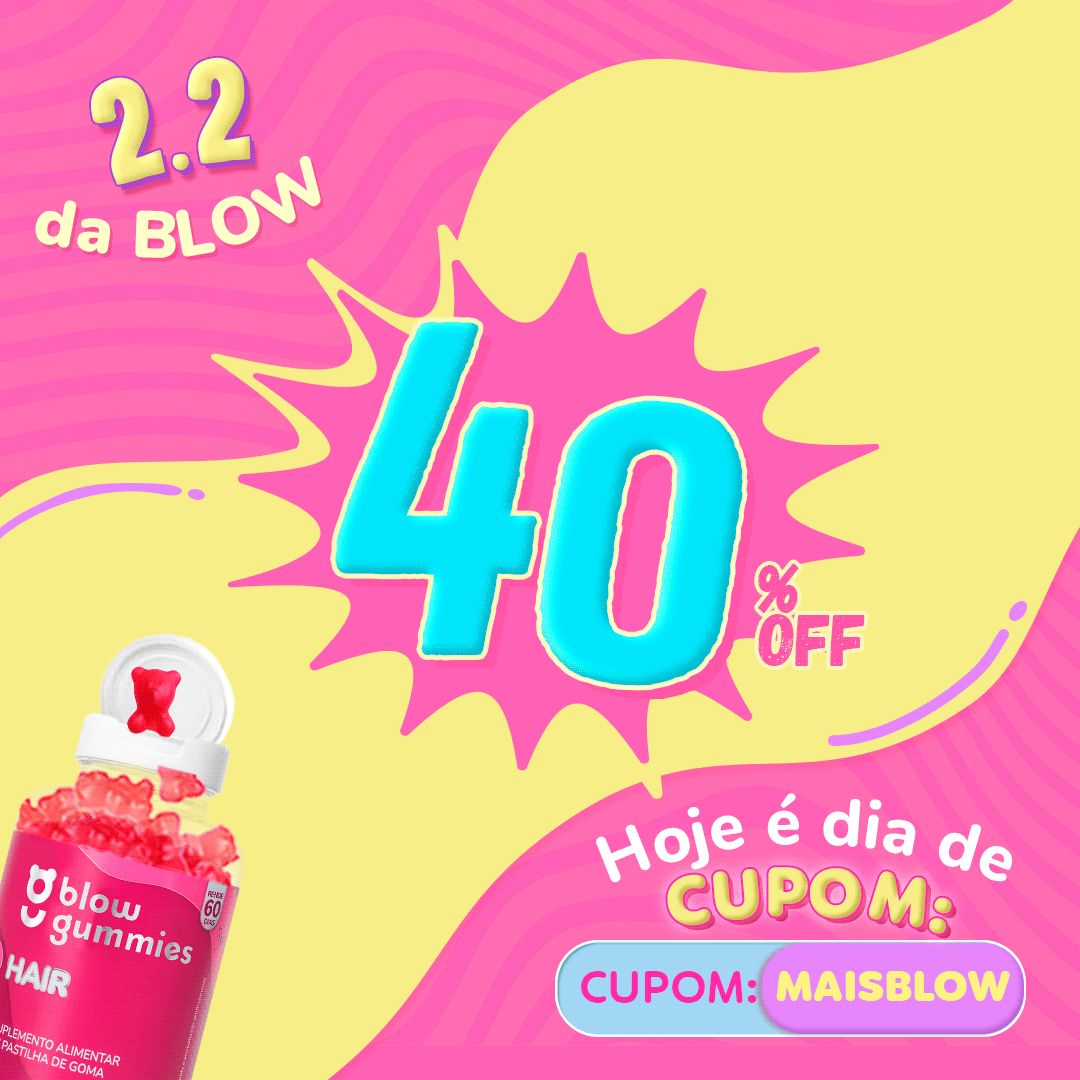 2.2
da BLOW
40
%
OFF
Hoje é dia de
CUPOM:
CUPOM: MAISBLOW
blow
gummies
RENDE
60
DIAS
HAIR
PASTILHA DE GOMA
ALIMENTAR